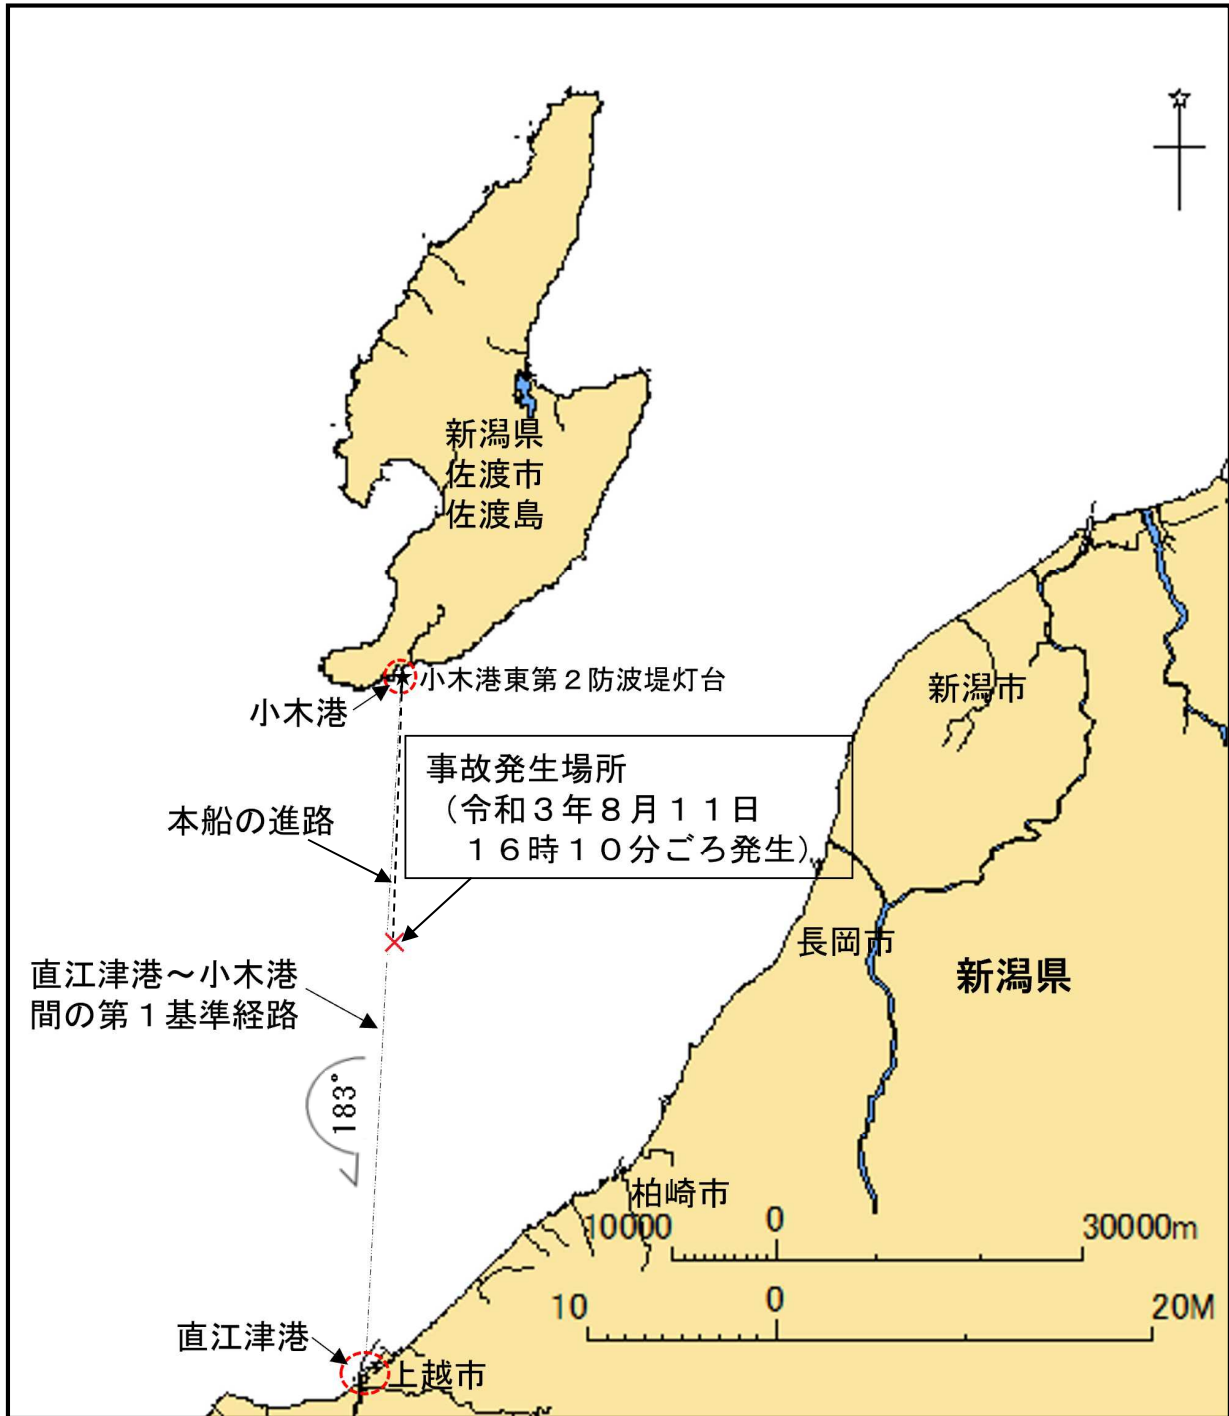 新潟県
佐渡市
佐渡島
小木港東第２防波堤灯台
小木港
新潟市
事故発生場所
（令和３年８月１１日
１６時１０分ごろ発生）
本船の進路
長岡市
新潟県
直江津港～小木港
間の第１基準経路
183°
柏崎市
10000 0 30000m
10 0 20M
直江津港
上越市